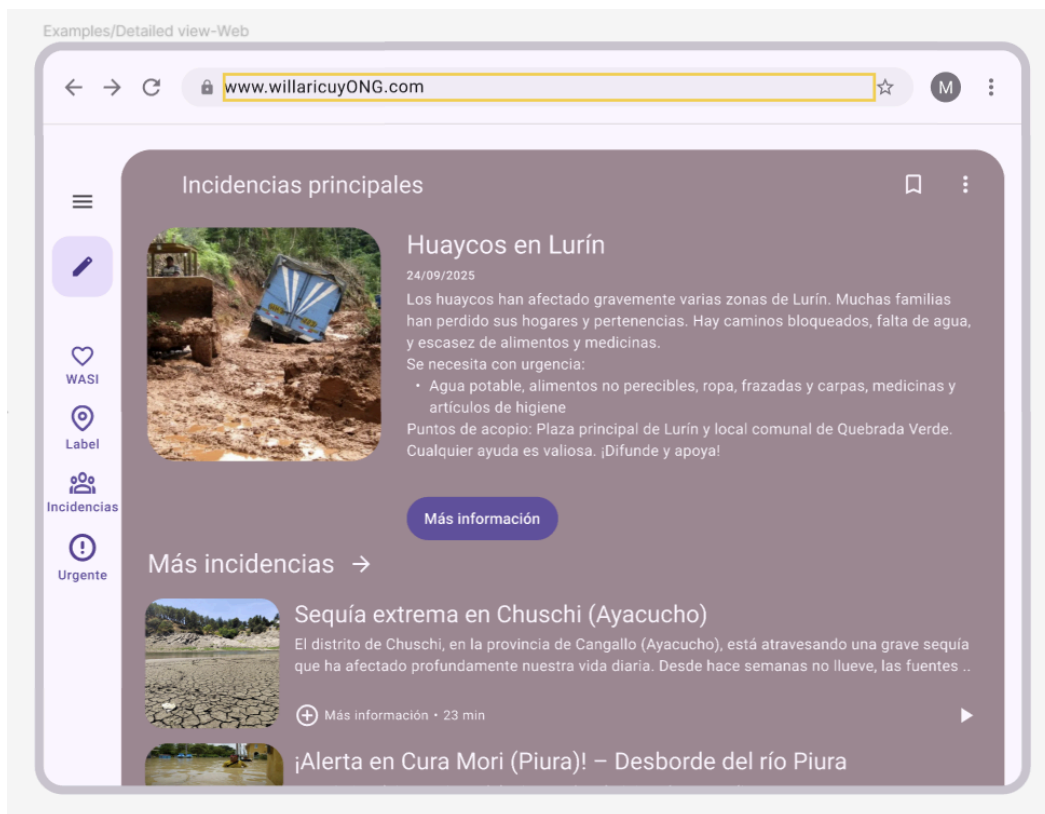 Examples/Detailed view-Web
www.willaricuyONG.com
M
Incidencias principales
Huaycos en Lurín
24/09/2025
Los huaycos han afectado gravemente varias zonas de Lurín. Muchas familias
han perdido sus hogares y pertenencias. Hay caminos bloqueados, falta de agua,
y escasez de alimentos y medicinas.
Se necesita con urgencia:
• Agua potable, alimentos no perecibles, ropa, frazadas y carpas, medicinas y
artículos de higiene
Puntos de acopio: Plaza principal de Lurín y local comunal de Quebrada Verde.
Cualquier ayuda es valiosa. ¡Difunde y apoya!
Más información
WASI
Label
Incidencias
Urgente
Más incidencias →
Sequía extrema en Chuschi (Ayacucho)
El distrito de Chuschi, en la provincia de Cangallo (Ayacucho), está atravesando una grave sequía
que ha afectado profundamente nuestra vida diaria. Desde hace semanas no llueve, las fuentes ..
Más información • 23 min
¡Alerta en Cura Mori (Piura)! – Desborde del río Piura